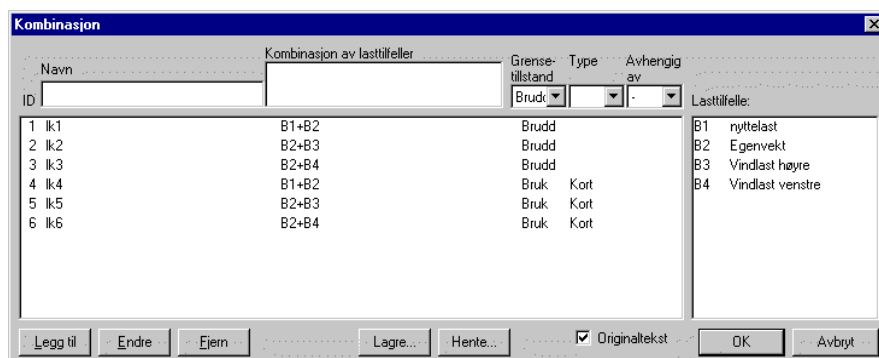 Kombinasjon
Navn
Kombinasjon av lasttilfeller
Grense-tillstand
Type
Avhengig av
ID
Brudd
-
Lasttilfelle:
1 lk1 B1+B2 Brudd
2 lk2 B2+B3 Brudd
3 lk3 B2+B4 Brudd
4 lk4 B1+B2 Bruk Kort
5 lk5 B2+B3 Bruk Kort
6 lk6 B2+B4 Bruk Kort
B1 nyttelast
B2 Egenvekt
B3 Vindlast høyre
B4 Vindlast venstre
Legg til
Endre
Fjern
Lagre...
Hente...
Originaltekst
OK
Avbryt